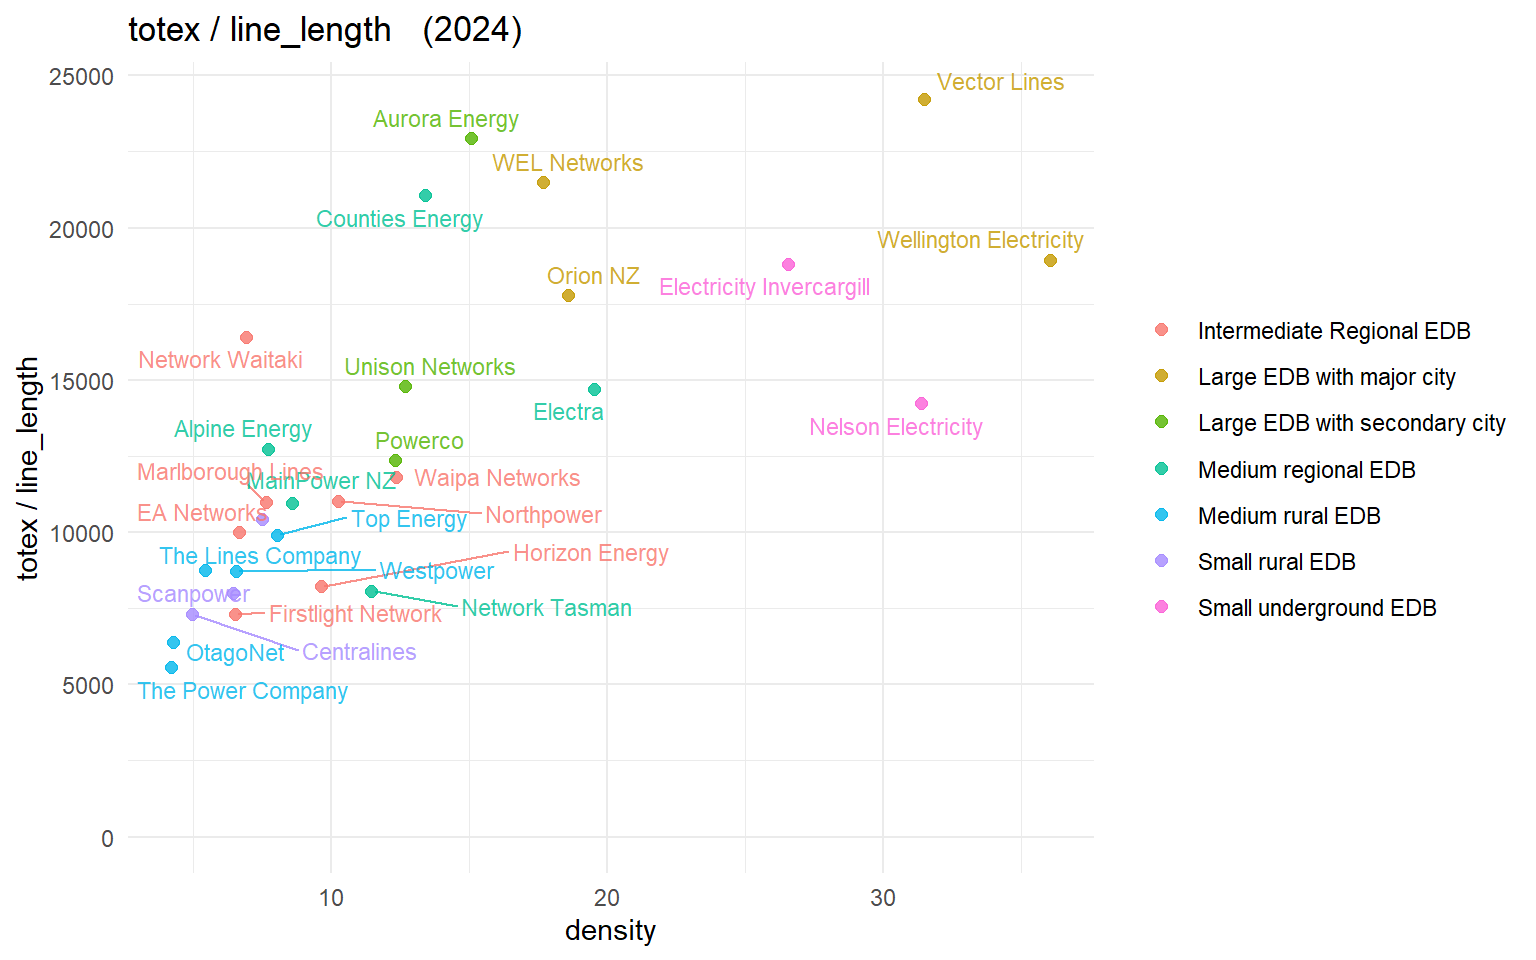 totex / line_length (2024)
25000
20000
15000
10000
5000
0
totex / line_length
Vector Lines
Aurora Energy
WEL Networks
Counties Energy
Wellington Electricity
Orion NZ
Electricity Invercargill
Network Waitaki
Unison Networks
Electra
Nelson Electricity
Alpine Energy
Powerco
Marlborough Lines
MainPower NZ
Waipa Networks
EA Networks
Top Energy
Northpower
The Lines Company
Horizon Energy
Westpower
Scanpower
Firstlight Network
Network Tasman
OtagoNet
Centralines
The Power Company
10
20
30
density
Intermediate Regional EDB
Large EDB with major city
Large EDB with secondary city
Medium regional EDB
Medium rural EDB
Small rural EDB
Small underground EDB